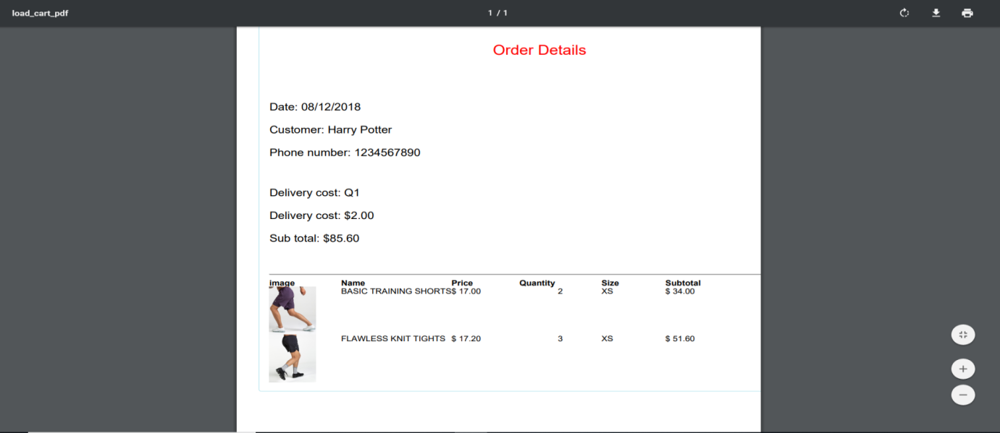 load_cart_pdf
1 / 1
Order Details
Date: 08/12/2018
Customer: Harry Potter
Phone number: 1234567890
Delivery cost: Q1
Delivery cost: $2.00
Sub total: $85.60
image Name Price Quantity Size Subtotal
BASIC TRAINING SHORTS$ 17.00 2 XS $ 34.00
FLAWLESS KNIT TIGHTS $ 17.20 3 XS $ 51.60